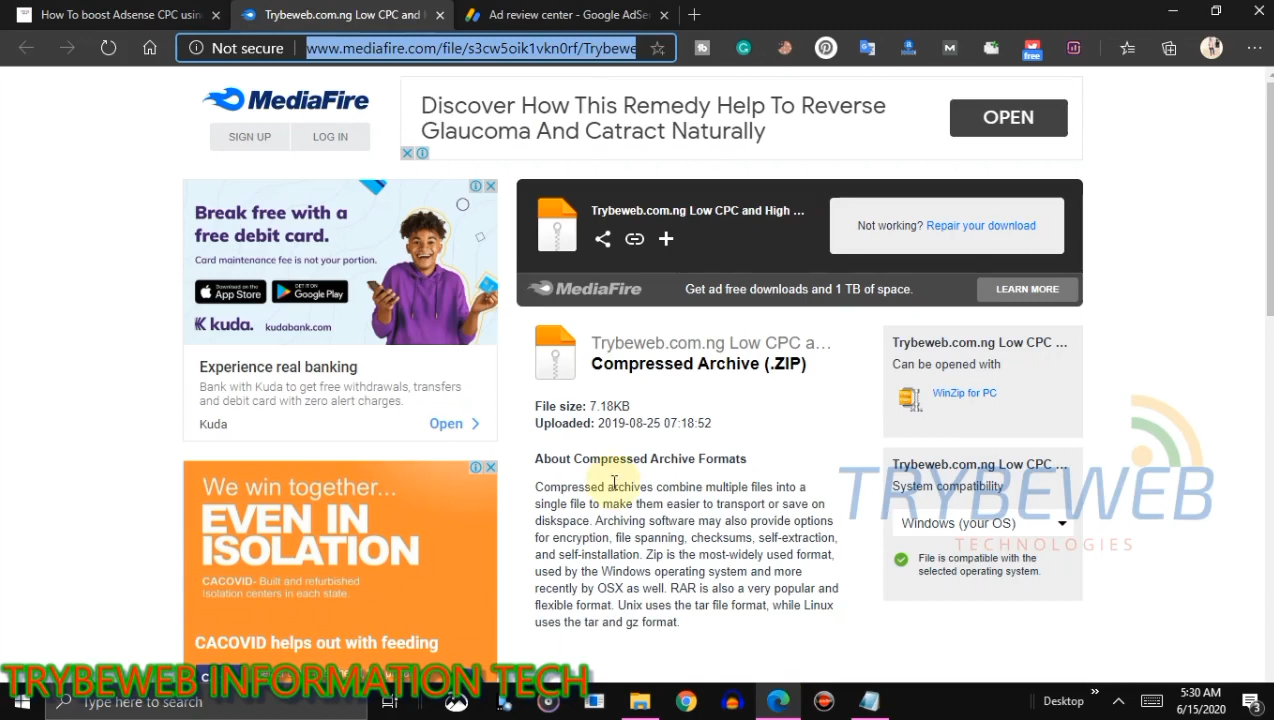 How To boost Adsense CPC usin
Trybeweb.com.ng Low CPC and
Ad review center - Google AdSe
Not secure
www.mediafire.com/file/s3cw5oik1vkn0rf/Trybewe
free
MediaFire
SIGN UP
LOG IN
Discover How This Remedy Help To Reverse
Glaucoma And Catract Naturally
OPEN
Break free with a
free debit card.
Card maintenance fee is not your portion.
Download on the
App Store
GET IT ON
Google Play
kuda.
kudabank.com
Experience real banking
Bank with Kuda to get free withdrawals, transfers
and debit card with zero alert charges.
Kuda
Open
We win together...
EVEN IN
ISOLATION
CACOVID- Built and refurbished
isolation centers in each state.
CACOVID helps out with feeding
Trybeweb.com.ng Low CPC and High ...
Not working? Repair your download
MediaFire
Get ad free downloads and 1 TB of space.
LEARN MORE
Trybeweb.com.ng Low CPC a...
Compressed Archive (.ZIP)
File size: 7.18KB
Uploaded: 2019-08-25 07:18:52
About Compressed Archive Formats
Compressed archives combine multiple files into a
single file to make them easier to transport or save on
diskspace. Archiving software may also provide options
for encryption, file spanning, checksums, self-extraction,
and self-installation. Zip is the most-widely used format,
used by the Windows operating system and more
recently by OSX as well. RAR is also a very popular and
flexible format. Unix uses the tar file format, while Linux
uses the tar and gz format.
Trybeweb.com.ng Low CPC ...
Can be opened with
WinZip for PC
Trybeweb.com.ng Low CPC ...
System compatibility
Windows (your OS)
File is compatible with the
selected operating system.
TRYBEWEB
TECHNOLOGIES
TRYBEWEB INFORMATION TECH
Type here to search
Desktop
5:30 AM
6/15/2020
3